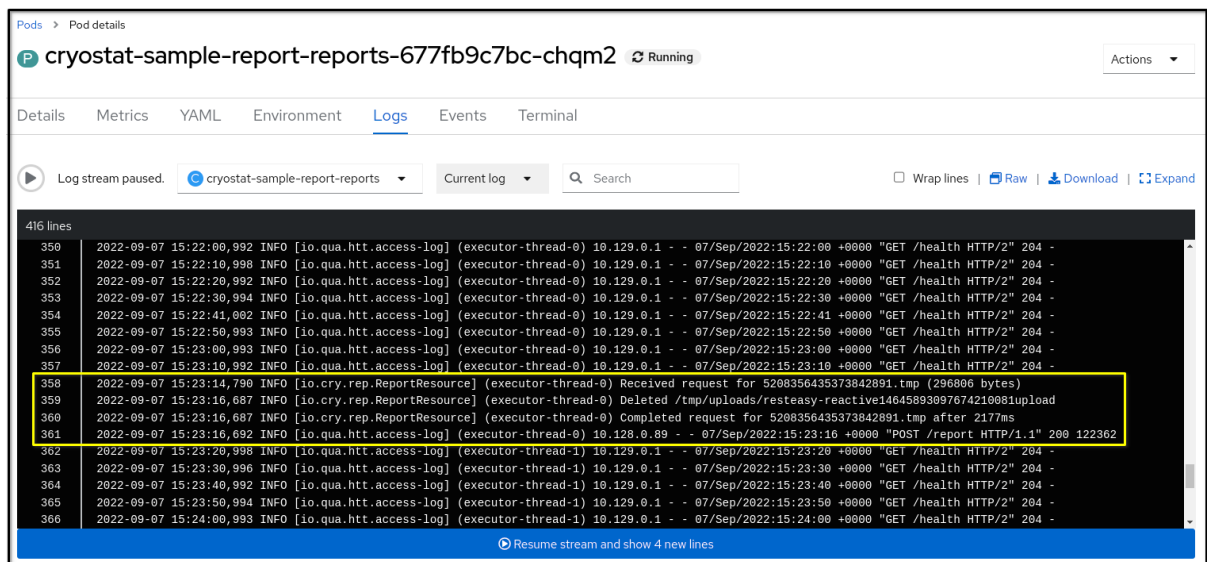 Pods > Pod details
P cryostat-sample-report-reports-677fb9c7bc-chqm2 Running
Actions
Details Metrics YAML Environment Logs Events Terminal
Log stream paused. C cryostat-sample-report-reports Current log Search Wrap lines | Raw | Download | Expand
416 lines
350 2022-09-07 15:22:00,992 INFO [io.qua.htt.access-log] (executor-thread-0) 10.129.0.1 - - 07/Sep/2022:15:22:00 +0000 "GET /health HTTP/2" 204 -
351 2022-09-07 15:22:10,998 INFO [io.qua.htt.access-log] (executor-thread-0) 10.129.0.1 - - 07/Sep/2022:15:22:10 +0000 "GET /health HTTP/2" 204 -
352 2022-09-07 15:22:20,992 INFO [io.qua.htt.access-log] (executor-thread-0) 10.129.0.1 - - 07/Sep/2022:15:22:20 +0000 "GET /health HTTP/2" 204 -
353 2022-09-07 15:22:30,994 INFO [io.qua.htt.access-log] (executor-thread-0) 10.129.0.1 - - 07/Sep/2022:15:22:30 +0000 "GET /health HTTP/2" 204 -
354 2022-09-07 15:22:41,002 INFO [io.qua.htt.access-log] (executor-thread-0) 10.129.0.1 - - 07/Sep/2022:15:22:41 +0000 "GET /health HTTP/2" 204 -
355 2022-09-07 15:22:50,993 INFO [io.qua.htt.access-log] (executor-thread-0) 10.129.0.1 - - 07/Sep/2022:15:22:50 +0000 "GET /health HTTP/2" 204 -
356 2022-09-07 15:23:00,993 INFO [io.qua.htt.access-log] (executor-thread-0) 10.129.0.1 - - 07/Sep/2022:15:23:00 +0000 "GET /health HTTP/2" 204 -
357 2022-09-07 15:23:10,992 INFO [io.qua.htt.access-log] (executor-thread-0) 10.129.0.1 - - 07/Sep/2022:15:23:10 +0000 "GET /health HTTP/2" 204 -
358 2022-09-07 15:23:14,790 INFO [io.cry.rep.ReportResource] (executor-thread-0) Received request for 5208356435373842891.tmp (296806 bytes)
359 2022-09-07 15:23:16,687 INFO [io.cry.rep.ReportResource] (executor-thread-0) Deleted /tmp/uploads/resteasy-reactive14645893097674210081upload
360 2022-09-07 15:23:16,687 INFO [io.cry.rep.ReportResource] (executor-thread-0) Completed request for 5208356435373842891.tmp after 2177ms
361 2022-09-07 15:23:16,692 INFO [io.qua.htt.access-log] (executor-thread-0) 10.128.0.89 - - 07/Sep/2022:15:23:16 +0000 "POST /report HTTP/1.1" 200 122362
362 2022-09-07 15:23:20,998 INFO [io.qua.htt.access-log] (executor-thread-1) 10.129.0.1 - - 07/Sep/2022:15:23:20 +0000 "GET /health HTTP/2" 204 -
363 2022-09-07 15:23:30,996 INFO [io.qua.htt.access-log] (executor-thread-1) 10.129.0.1 - - 07/Sep/2022:15:23:30 +0000 "GET /health HTTP/2" 204 -
364 2022-09-07 15:23:40,992 INFO [io.qua.htt.access-log] (executor-thread-1) 10.129.0.1 - - 07/Sep/2022:15:23:40 +0000 "GET /health HTTP/2" 204 -
365 2022-09-07 15:23:50,994 INFO [io.qua.htt.access-log] (executor-thread-1) 10.129.0.1 - - 07/Sep/2022:15:23:50 +0000 "GET /health HTTP/2" 204 -
366 2022-09-07 15:24:00,993 INFO [io.qua.htt.access-log] (executor-thread-1) 10.129.0.1 - - 07/Sep/2022:15:24:00 +0000 "GET /health HTTP/2" 204 -
Resume stream and show 4 new lines